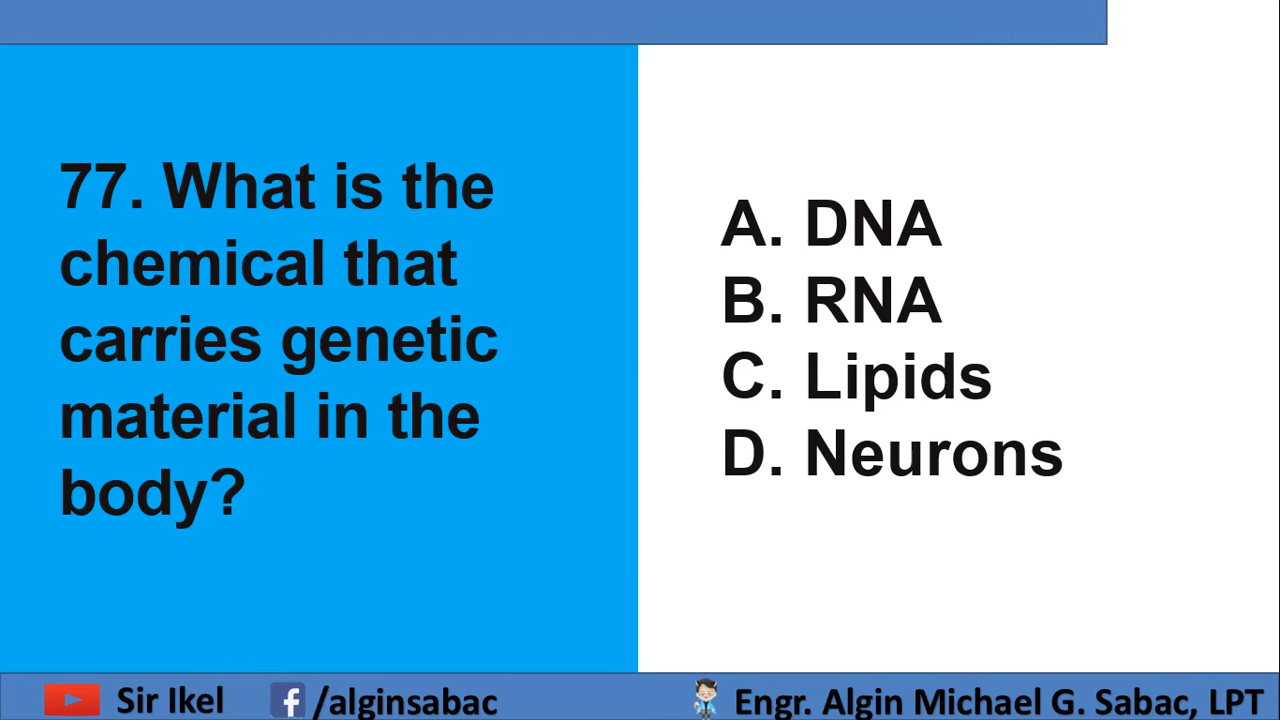 77. What is the
chemical that
carries genetic
material in the
body?
A. DNA
B. RNA
C. Lipids
D. Neurons
Sir Ikel
/alginsabac
Engr. Algin Michael G. Sabac, LPT